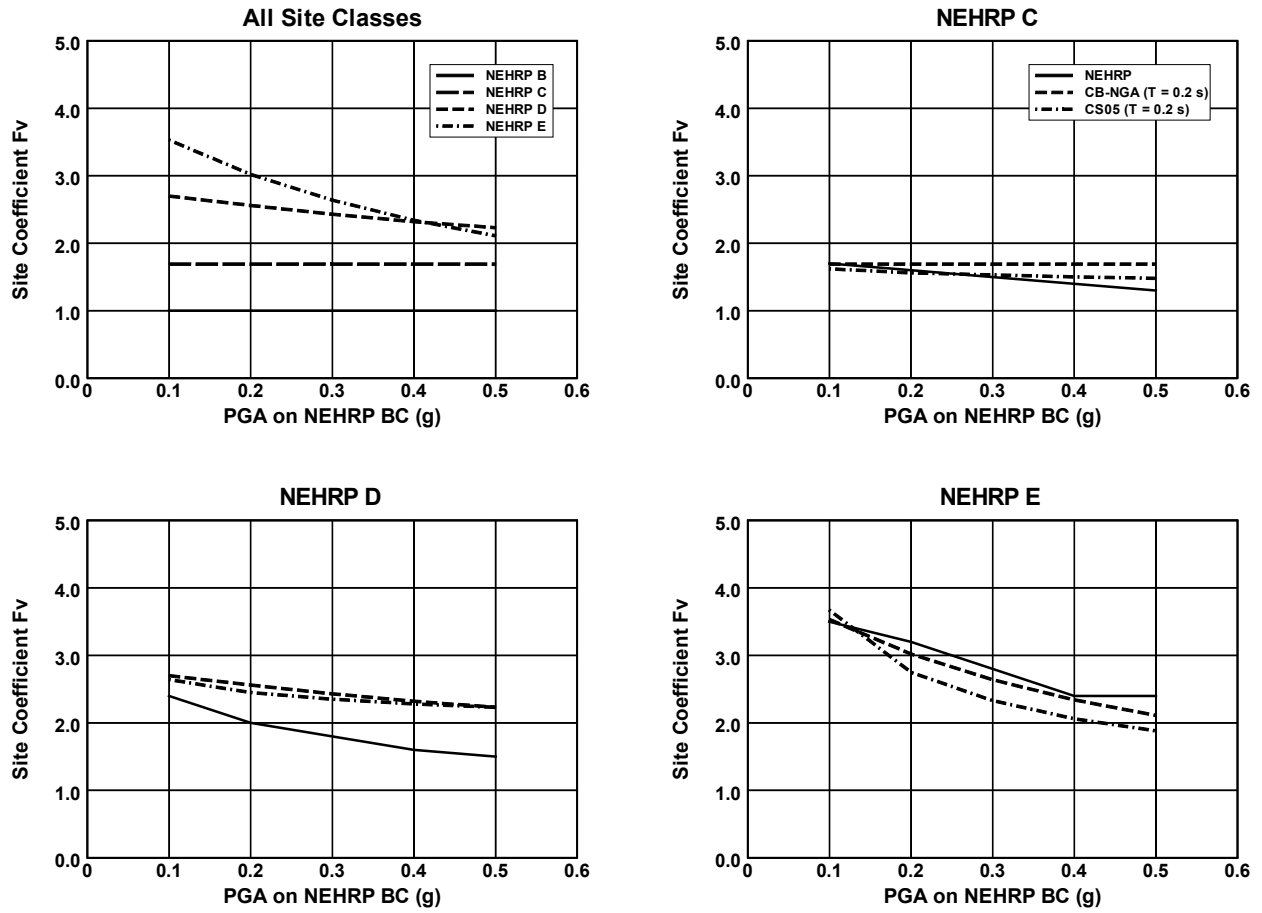 All Site Classes
5.0
4.0
3.0
2.0
1.0
0.0
Site Coefficient Fv
NEHRP B
NEHRP C
NEHRP D
NEHRP E
0 0.1 0.2 0.3 0.4 0.5 0.6
PGA on NEHRP BC (g)
NEHRP C
5.0
4.0
3.0
2.0
1.0
0.0
Site Coefficient Fv
NEHRP
CB-NGA (T = 0.2 s)
CS05 (T = 0.2 s)
0 0.1 0.2 0.3 0.4 0.5 0.6
PGA on NEHRP BC (g)
NEHRP D
5.0
4.0
3.0
2.0
1.0
0.0
Site Coefficient Fv
0 0.1 0.2 0.3 0.4 0.5 0.6
PGA on NEHRP BC (g)
NEHRP E
5.0
4.0
3.0
2.0
1.0
0.0
Site Coefficient Fv
0 0.1 0.2 0.3 0.4 0.5 0.6
PGA on NEHRP BC (g)